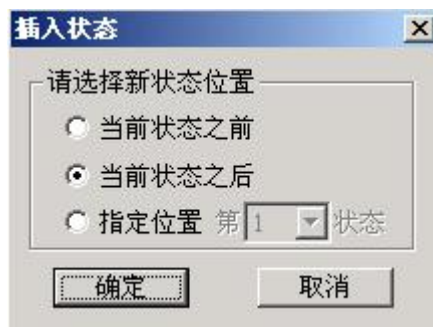 插入状态
请选择新状态位置
当前状态之前
当前状态之后
指定位置 第 1 状态
确定 取消